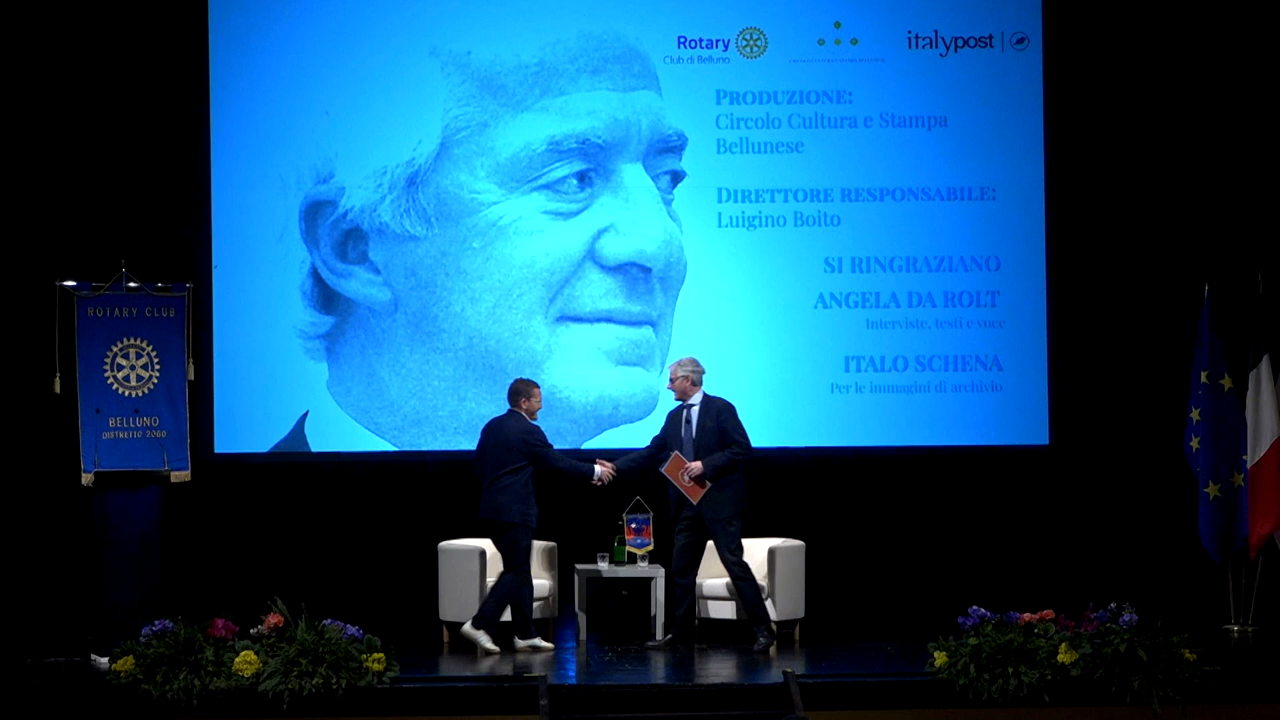 Rotary
Club di Belluno
italypost
PRODUZIONE:
Circolo Cultura e Stampa
Bellunese
DIRETTORE RESPONSABILE:
Luigino Boito
SI RINGRAZIANO
ANGELA DA ROLT
Interviste, testi e voce
ITALO SCHENA
Per le immagini di archivio
ROTARY CLUB
BELLUNO
DISTRETTO 2060